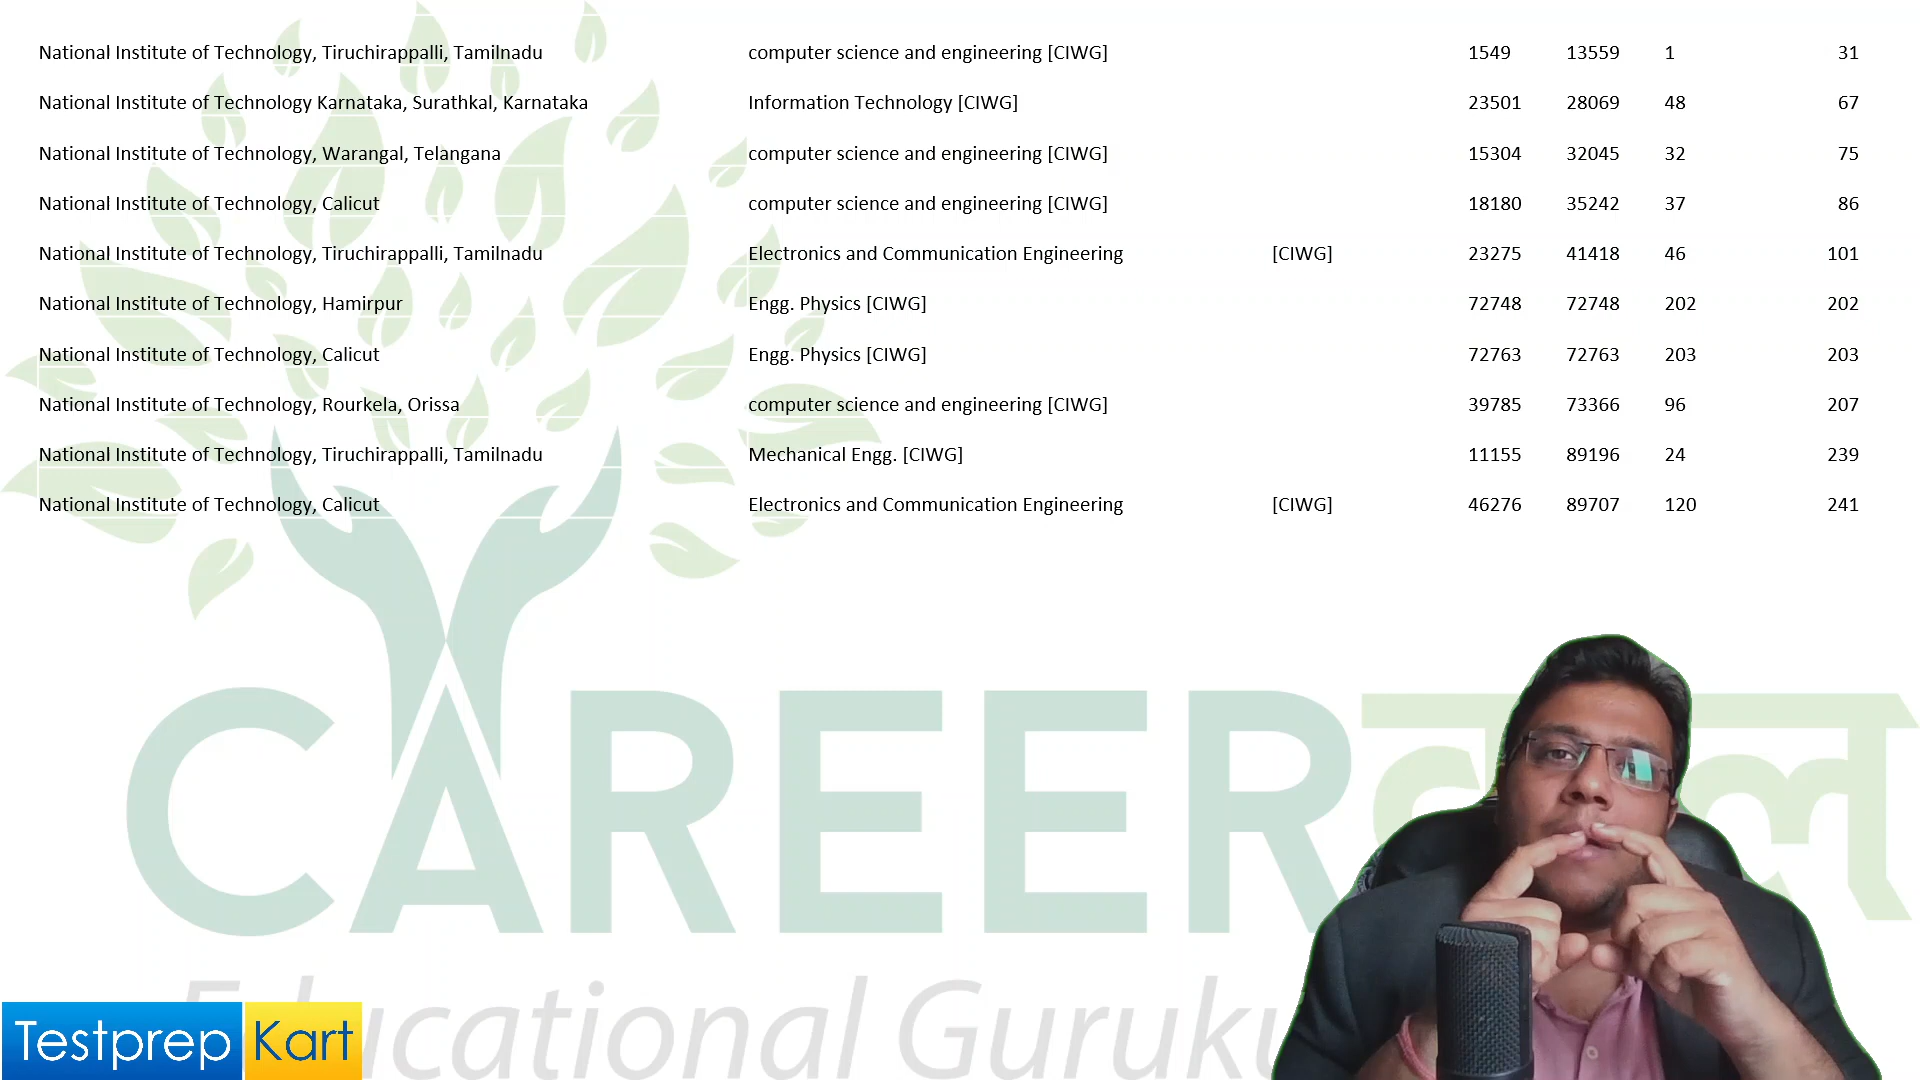 National Institute of Technology, Tiruchirappalli, Tamilnadu computer science and engineering [CIWG] 1549 13559 1 31
National Institute of Technology Karnataka, Surathkal, Karnataka Information Technology [CIWG] 23501 28069 48 67
National Institute of Technology, Warangal, Telangana computer science and engineering [CIWG] 15304 32045 32 75
National Institute of Technology, Calicut computer science and engineering [CIWG] 18180 35242 37 86
National Institute of Technology, Tiruchirappalli, Tamilnadu Electronics and Communication Engineering [CIWG] 23275 41418 46 101
National Institute of Technology, Hamirpur Engg. Physics [CIWG] 72748 72748 202 202
National Institute of Technology, Calicut Engg. Physics [CIWG] 72763 72763 203 203
National Institute of Technology, Rourkela, Orissa computer science and engineering [CIWG] 39785 73366 96 207
National Institute of Technology, Tiruchirappalli, Tamilnadu Mechanical Engg. [CIWG] 11155 89196 24 239
National Institute of Technology, Calicut Electronics and Communication Engineering [CIWG] 46276 89707 120 241
CAREER
Educational
Testprep Kart